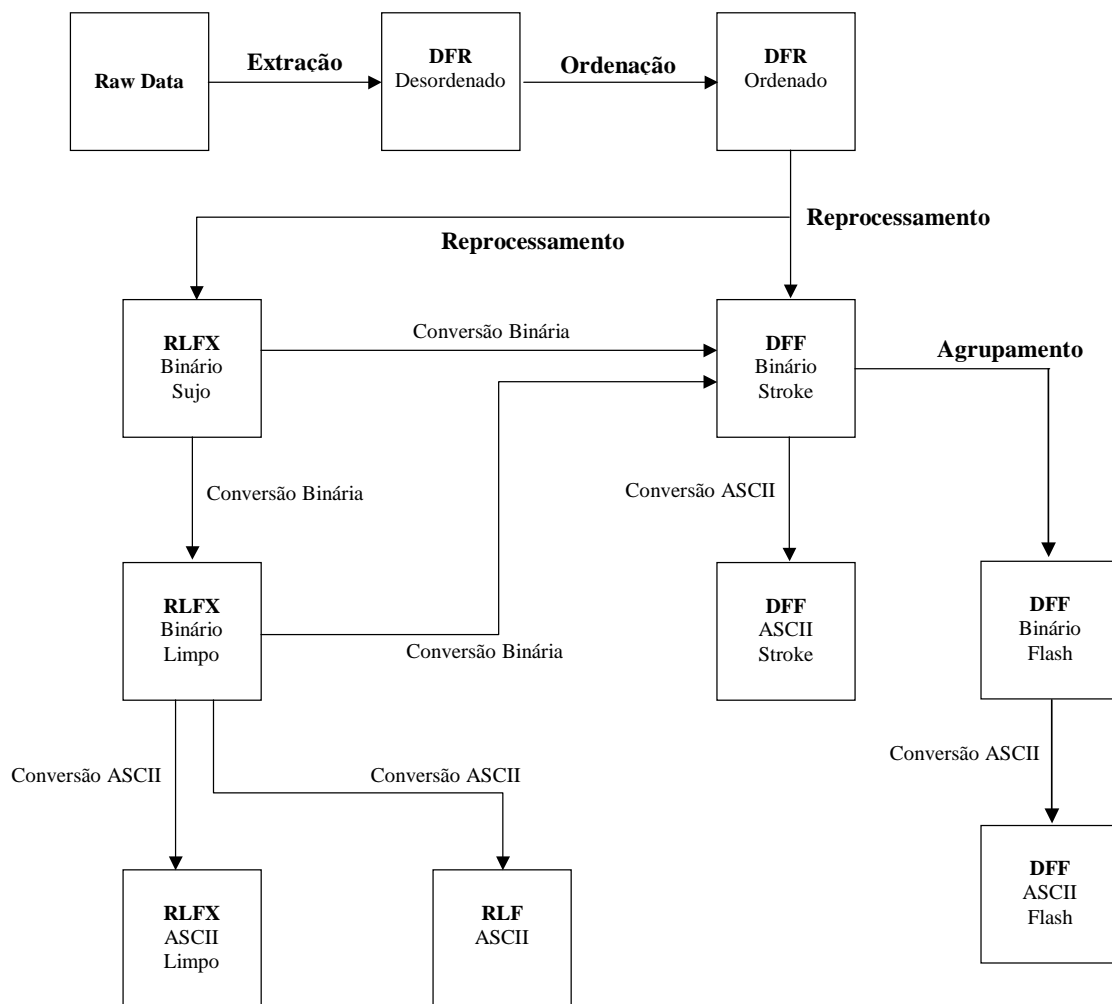 Raw Data
Extração
DFR
Desordenado
Ordenação
DFR
Ordenado
Reprocessamento
Reprocessamento
RLFX
Binário
Sujo
Conversão Binária
DFF
Binário
Stroke
Agrupamento
Conversão Binária
Conversão ASCII
RLFX
Binário
Limpo
Conversão Binária
DFF
ASCII
Stroke
DFF
Binário
Flash
Conversão ASCII
Conversão ASCII
Conversão ASCII
RLFX
ASCII
Limpo
RLF
ASCII
DFF
ASCII
Flash